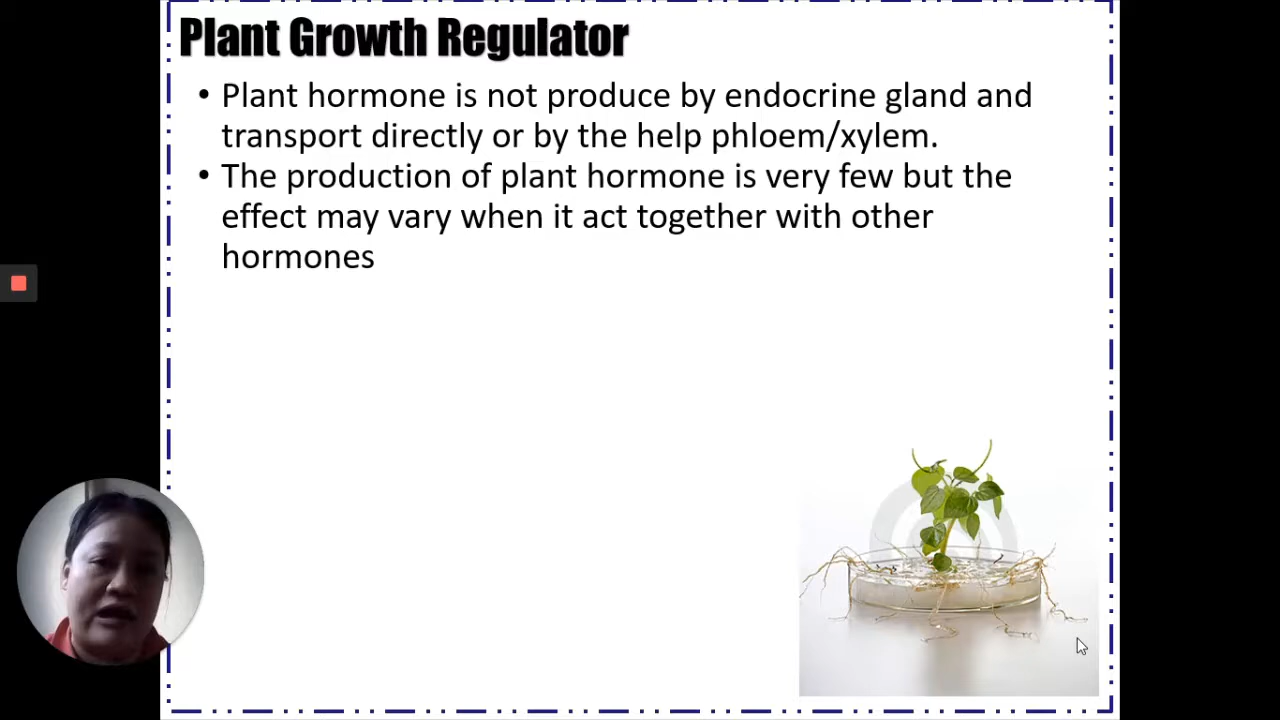 Plant Growth Regulator
• Plant hormone is not produce by endocrine gland and
transport directly or by the help phloem/xylem.
• The production of plant hormone is very few but the
effect may vary when it act together with other
hormones